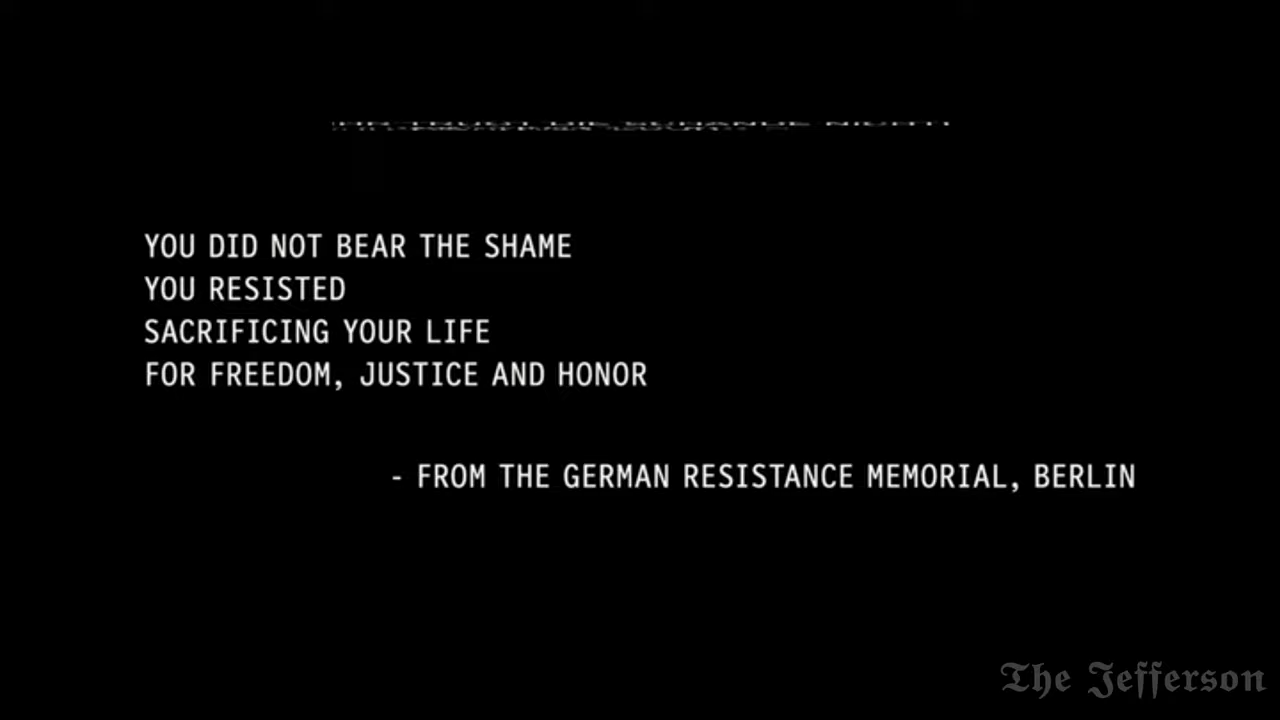 YOU DID NOT BEAR THE SHAME
YOU RESISTED
SACRIFICING YOUR LIFE
FOR FREEDOM, JUSTICE AND HONOR
- FROM THE GERMAN RESISTANCE MEMORIAL, BERLIN
The Jefferson